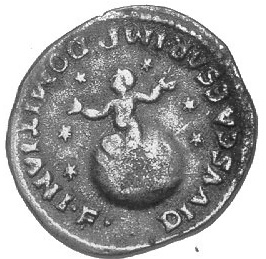 DIVVS CAESAR IMP DOMITIANI F